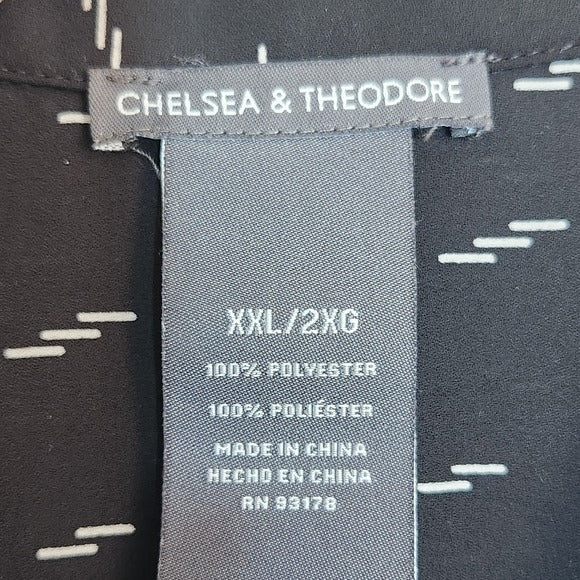 CHELSEA & THEODORE
XXL/2XG
100% POLYESTER
100% POLIÉSTER
MADE IN CHINA
HECHO EN CHINA
RN 93178